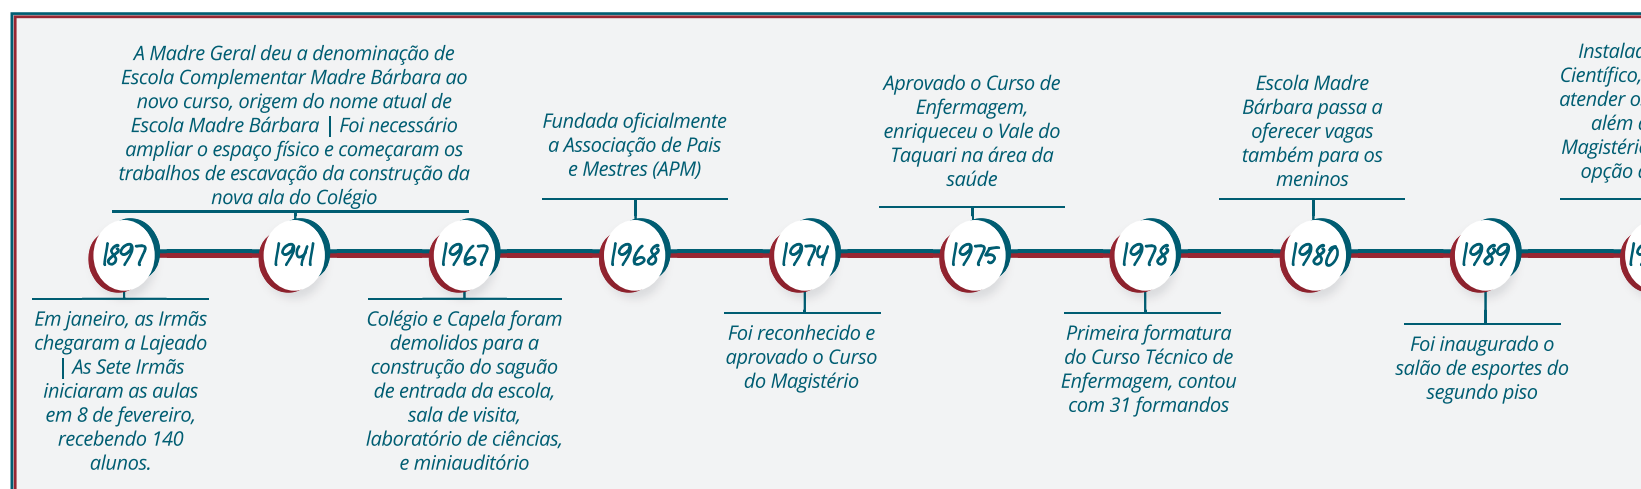 A Madre Geral deu a denominação de
Escola Complementar Madre Bárbara ao
novo curso, origem do nome atual de
Escola Madre Bárbara | Foi necessário
ampliar o espaço físico e começaram os
trabalhos de escavação da construção da
nova ala do Colégio
Fundada oficialmente
a Associação de Pais
e Mestres (APM)
Aprovado o Curso de
Enfermagem,
enriqueceu o Vale do
Taquari na área da
saúde
Escola Madre
Bárbara passa a
oferecer vagas
também para os
meninos
Científico,
atender
além
opção
1897
1941
1967
1968
1974
1975
1978
1980
1989
Em janeiro, as Irmãs
chegaram a Lajeado
| As Sete Irmãs
iniciaram as aulas
em 8 de fevereiro,
recebendo 140
alunos.
Colégio e Capela foram
demolidos para a
construção do saguão
de entrada da escola,
sala de visita,
laboratório de ciências,
e miniauditório
Foi reconhecido e
aprovado o Curso
do Magistério
Primeira formatura
do Curso Técnico de
Enfermagem, contou
com 31 formandos
Foi inaugurado o
salão de esportes do
segundo piso